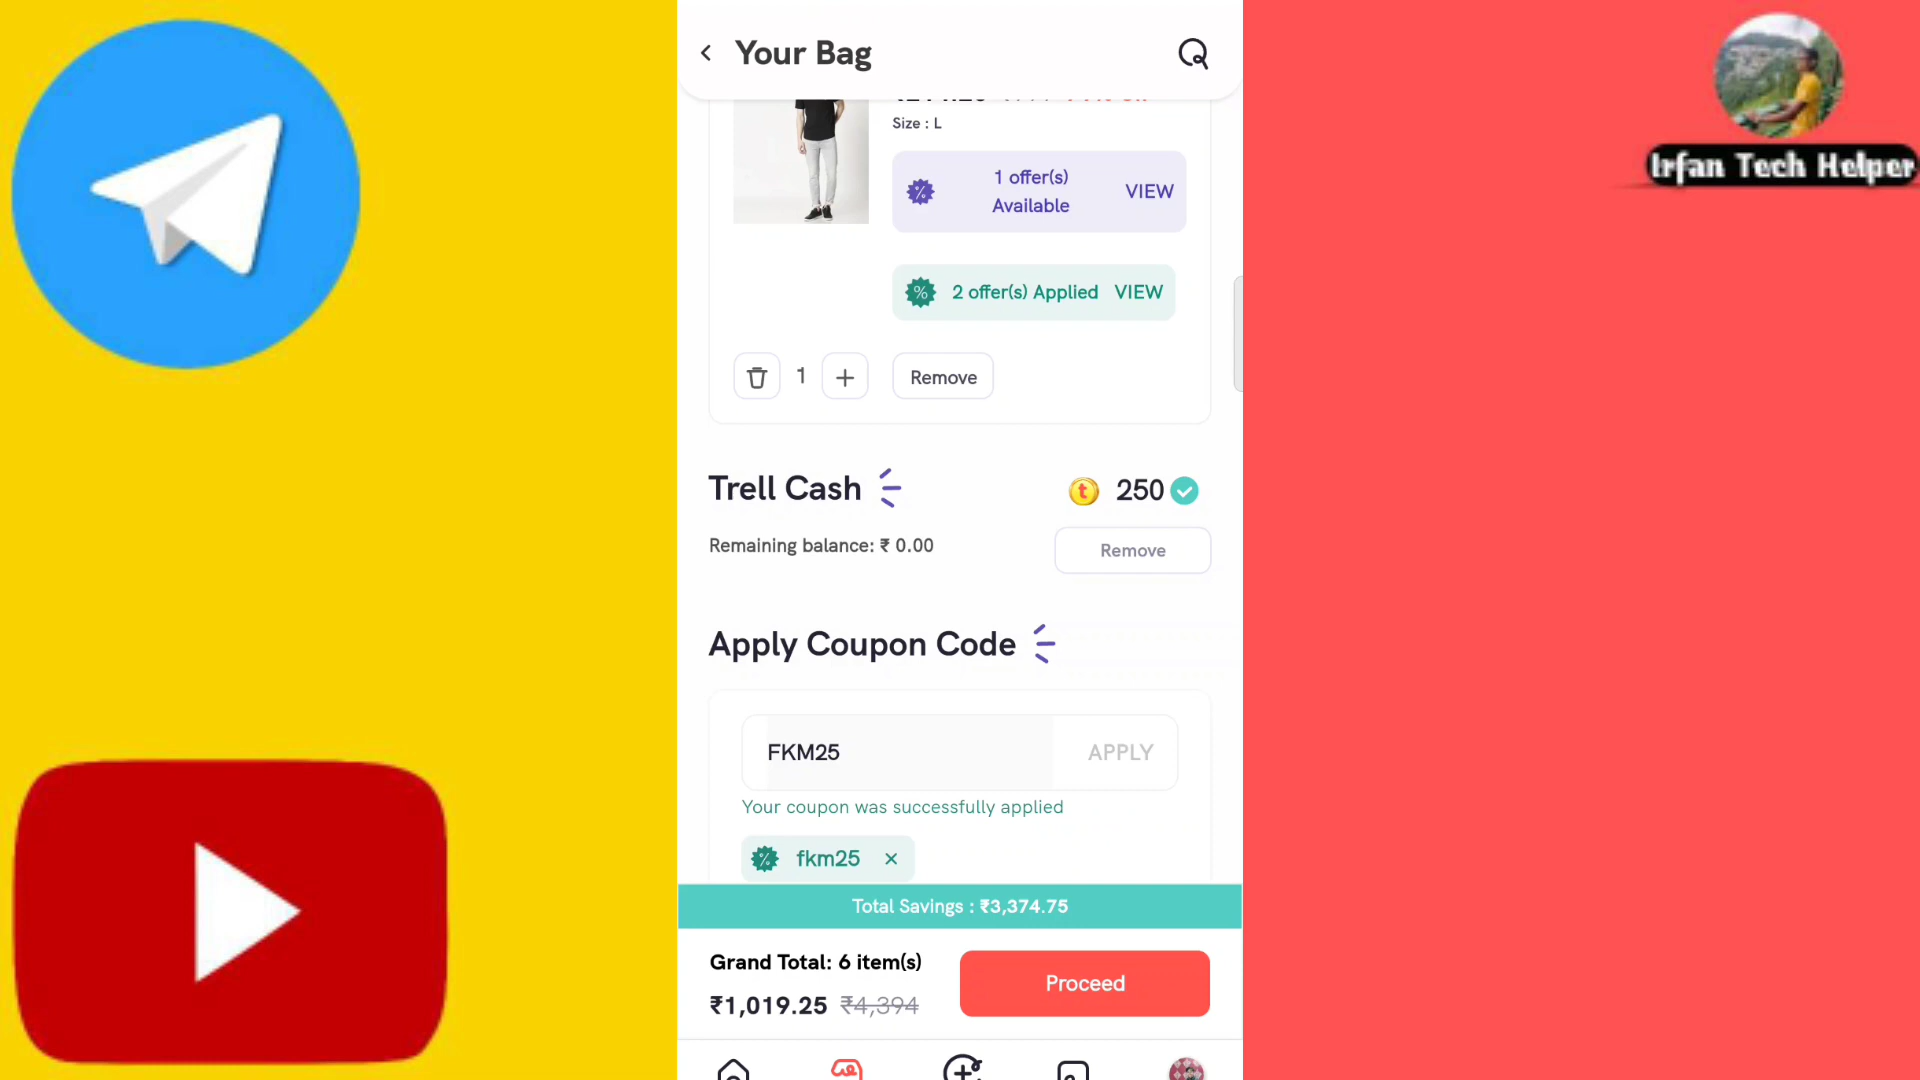 Your Bag
Irfan Tech Helper
Size : L
1 offer(s)
Available
VIEW
2 offer(s) Applied VIEW
1
Remove
Trell Cash
250
Remaining balance: ₹ 0.00
Remove
Apply Coupon Code
FKM25
APPLY
Your coupon was successfully applied
fkm25
Total Savings : ₹3,374.75
Grand Total: 6 item(s)
Proceed
₹1,019.25 ₹4,394